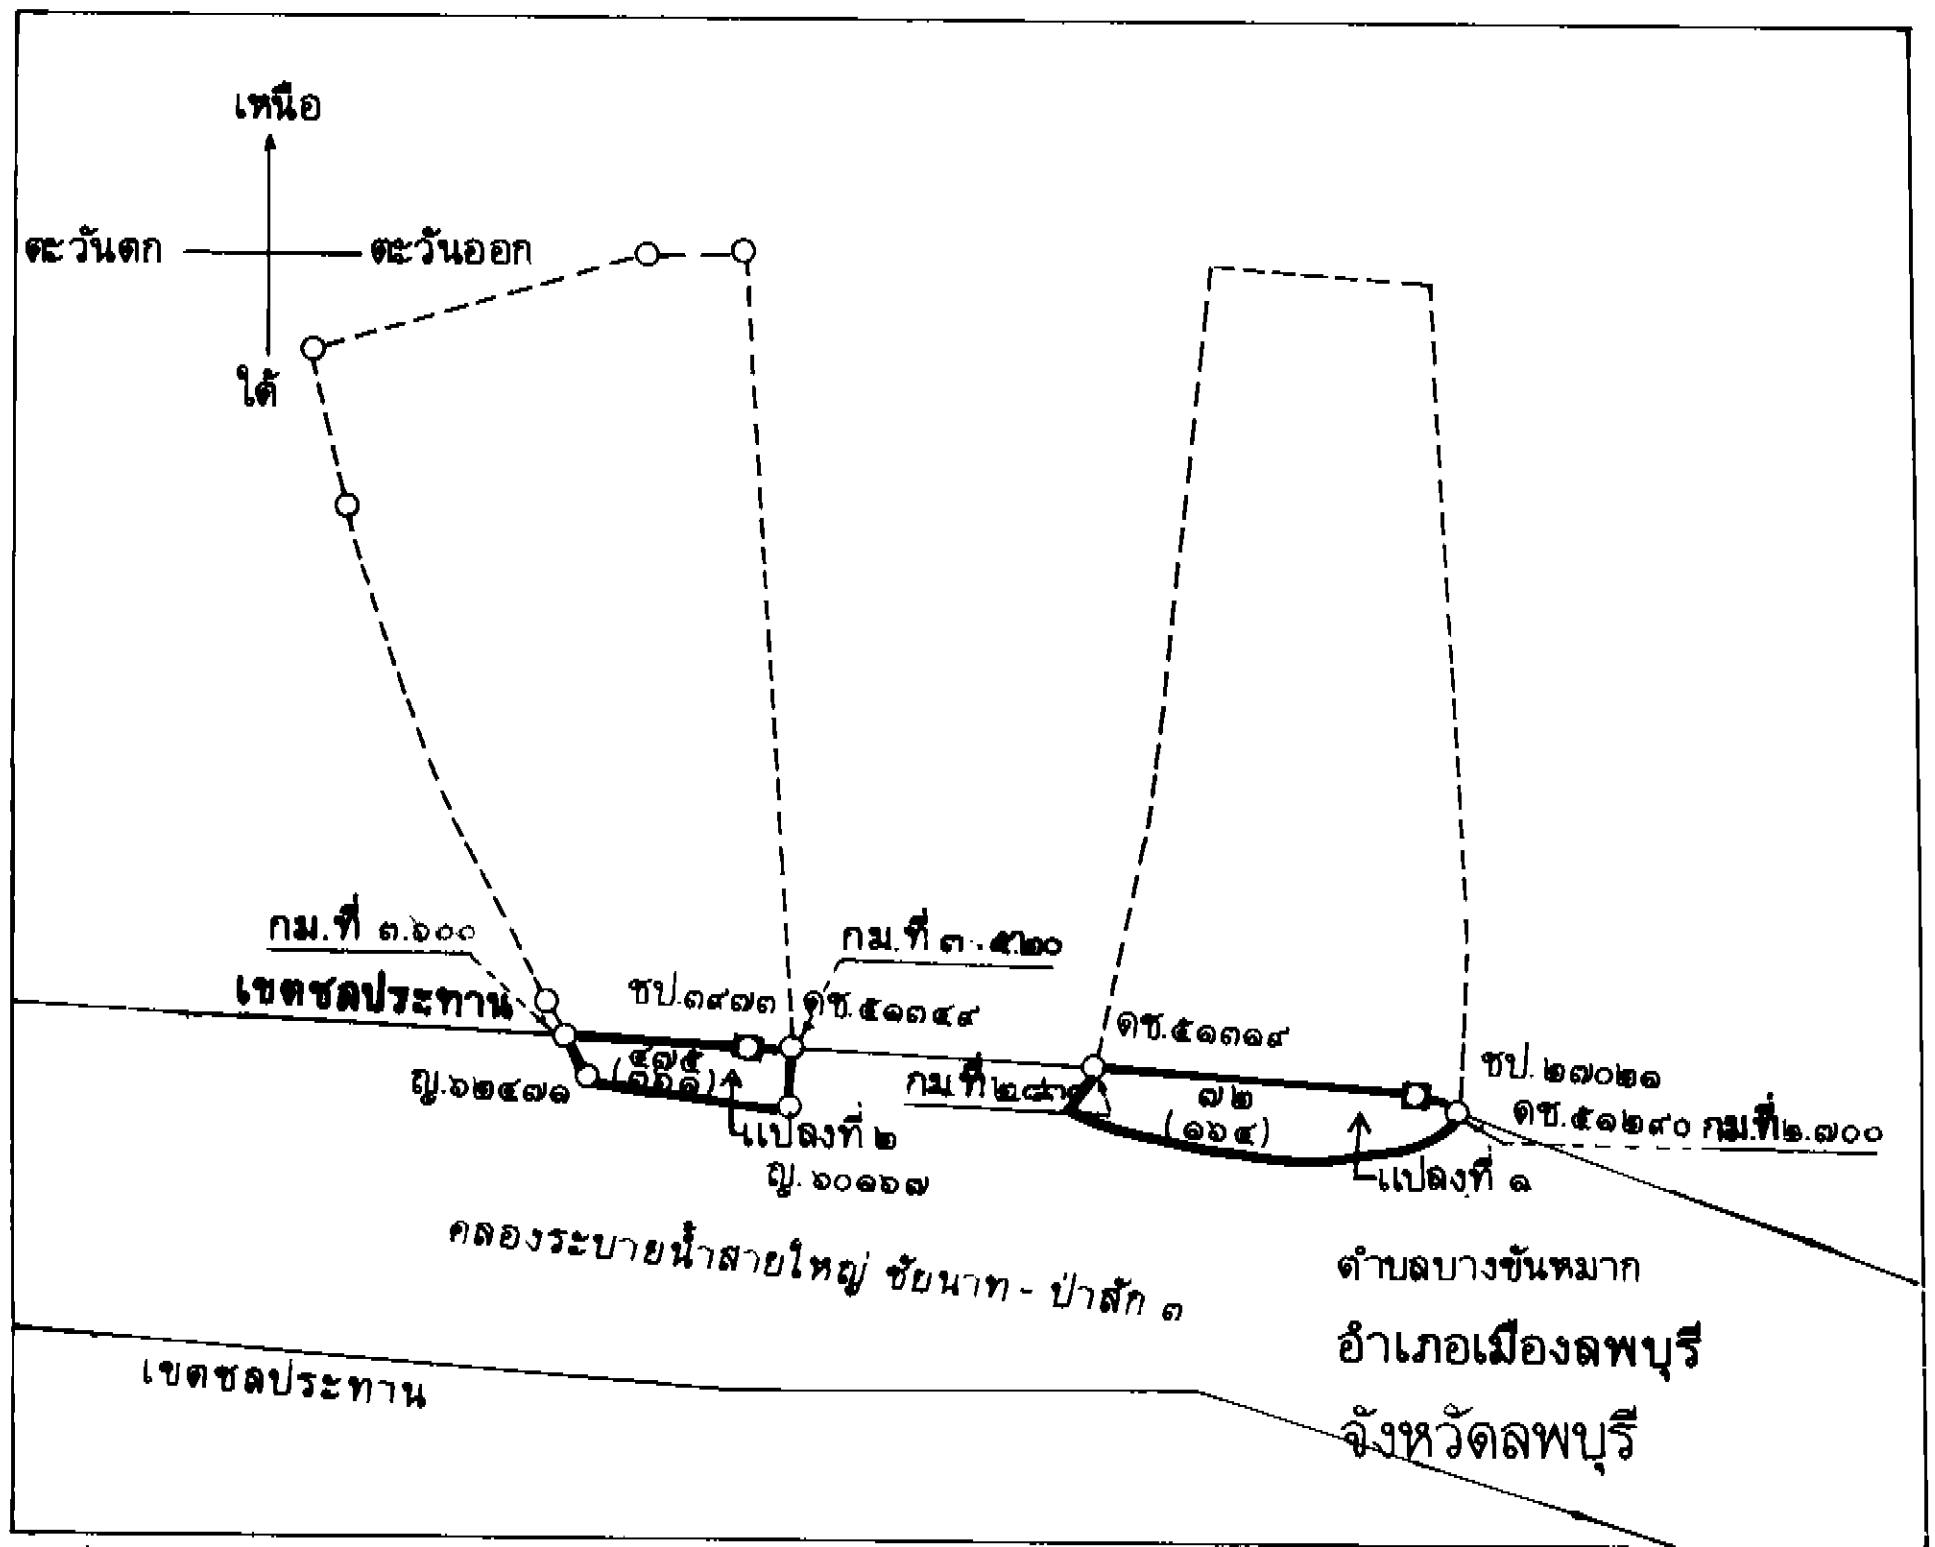 เหนือ
ตะวันตก
ตะวันออก
ใต้
กม.ที่ ๓.๖๐๐
กม.ที่ ๓.๕๒๐
เขตชลประทาน
ชป.๓๙๗๓
ดช.๕๑๓๔๙
ดช.๕๑๓๑๙
ญ.๖๒๔๗๑
๔๗๕
(๑๖๑)
กม.ที่
๗๒
(๑๖๔)
ชป.๒๗๐๒๑
ดช.๕๑๒๙๐ กม.ที่๒.๗๐๐
แปลงที่ ๒
แปลงที่ ๑
ญ.๖๐๑๖๗
คลองระบายน้ำสายใหญ่ ชัยนาท - ป่าสัก ๓
ตำบลบางขันหมาก
อำเภอเมืองลพบุรี
จังหวัดลพบุรี
เขตชลประทาน